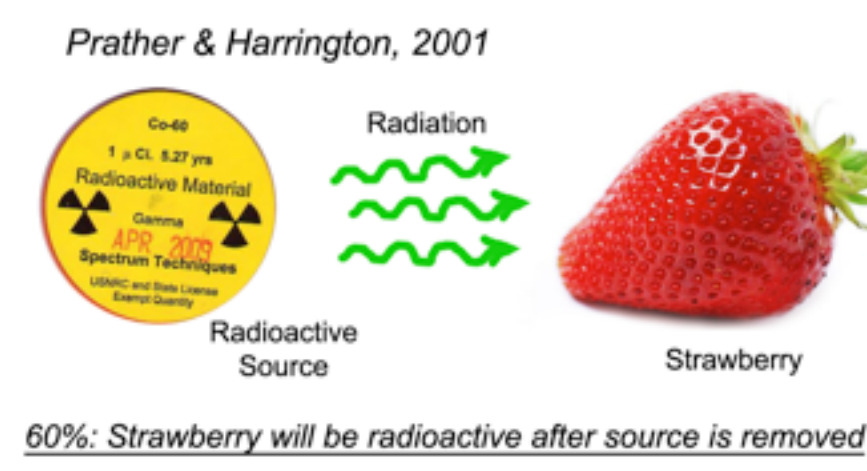 Prather & Harrington, 2001
Co-60
1 μ Ci. 5.27 yrs
Radioactive Material
Gamma
APR 2009
Spectrum Techniques
USNRC and State License
Exempt Quantity
Radiation
Radioactive
Source
Strawberry
60%: Strawberry will be radioactive after source is removed